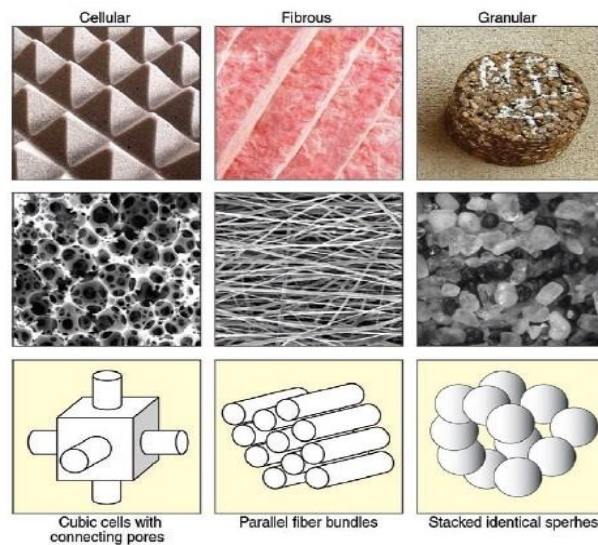 Cellular
Fibrous
Granular
Cubic cells with
connecting pores
Parallel fiber bundles
Stacked identical sperhes